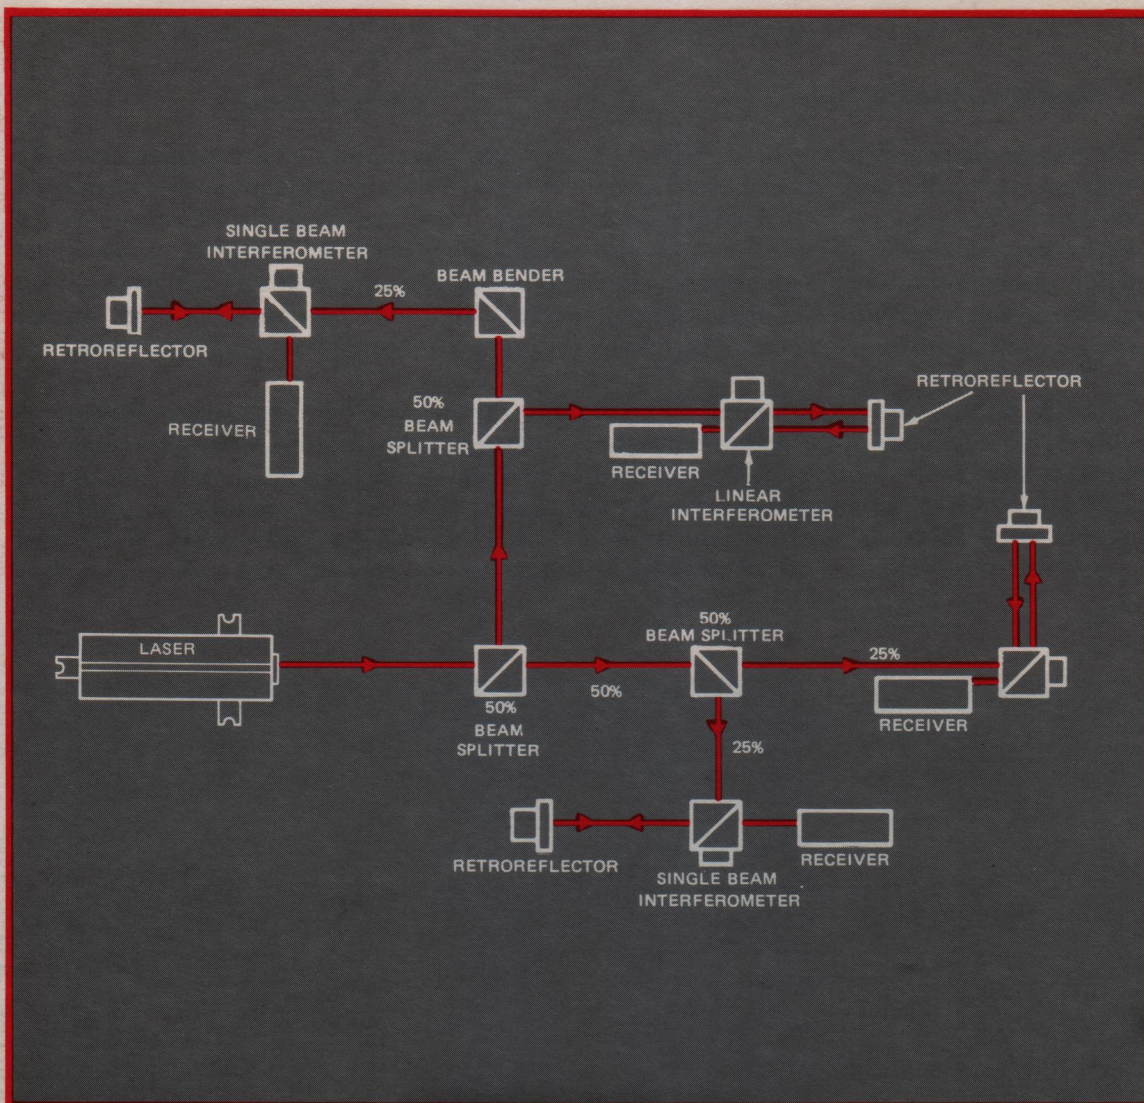 SINGLE BEAM
INTERFEROMETER
BEAM BENDER
25%
RETROREFLECTOR
RECEIVER
50%
BEAM
SPLITTER
RETROREFLECTOR
RECEIVER
LINEAR
INTERFEROMETER
LASER
50%
BEAM SPLITTER
25%
50%
50%
BEAM
SPLITTER
RECEIVER
25%
RETROREFLECTOR
RECEIVER
SINGLE BEAM
INTERFEROMETER